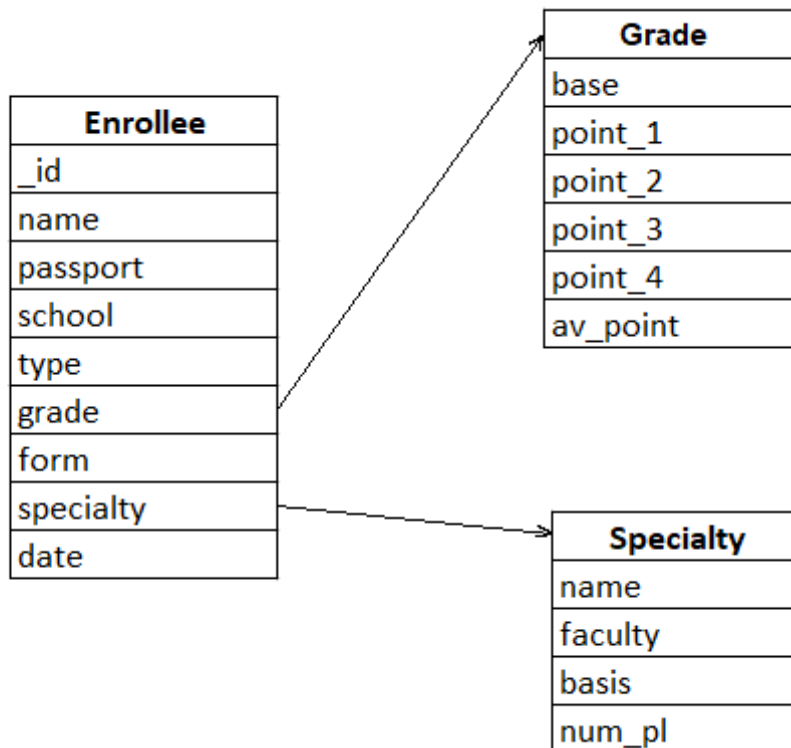 Enrollee
_id
name
passport
school
type
grade
form
specialty
date
Grade
base
point_1
point_2
point_3
point_4
av_point
Specialty
name
faculty
basis
num_pl